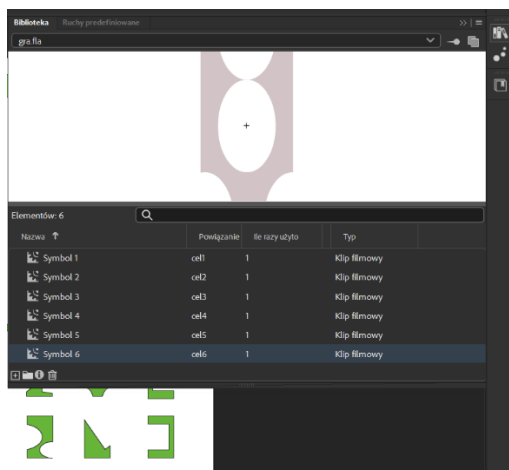 Biblioteka Ruchy predefiniowane
gra.fla
Elementów: 6
Nazwa Powiązanie Ile razy użyto Typ
Symbol 1 cel1 1 Klip filmowy
Symbol 2 cel2 1 Klip filmowy
Symbol 3 cel3 1 Klip filmowy
Symbol 4 cel4 1 Klip filmowy
Symbol 5 cel5 1 Klip filmowy
Symbol 6 cel6 1 Klip filmowy